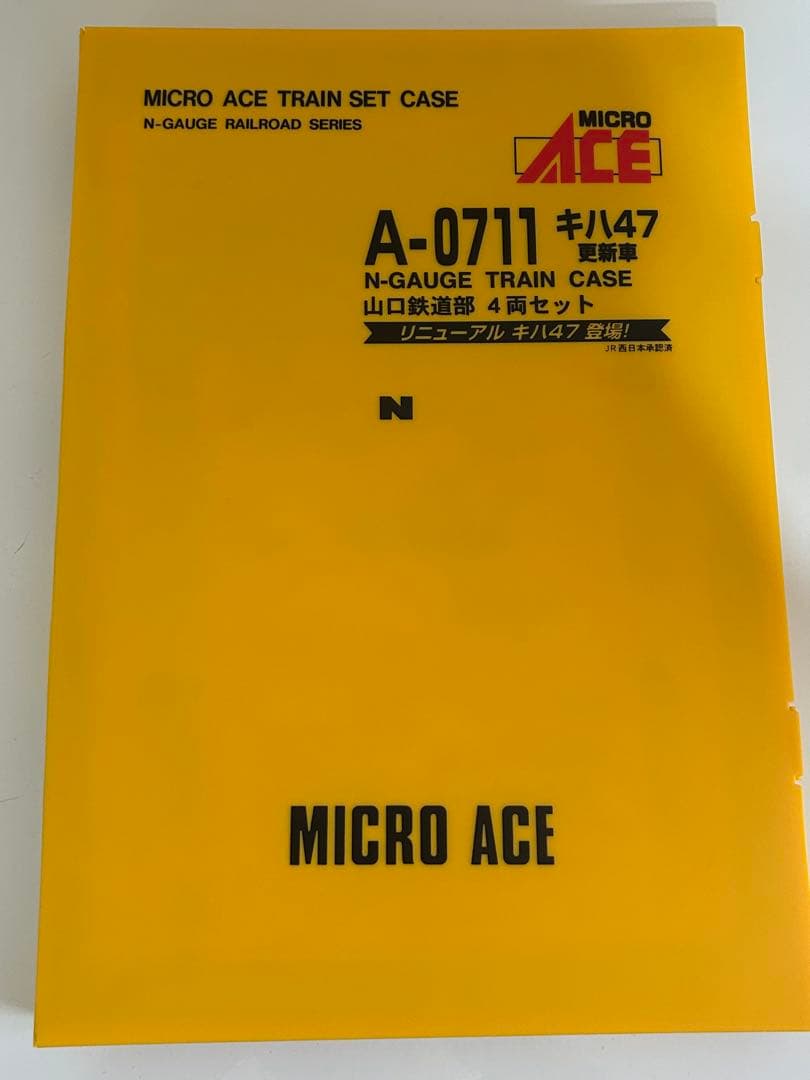 MICRO ACE TRAIN SET CASE
N-GAUGE RAILROAD SERIES
MICRO
ACE
A-0711 キハ47
更新車
N-GAUGE TRAIN CASE
山口鉄道部 4両セット
リニューアル キハ47 登場!
JR西日本承認済
N
MICRO ACE